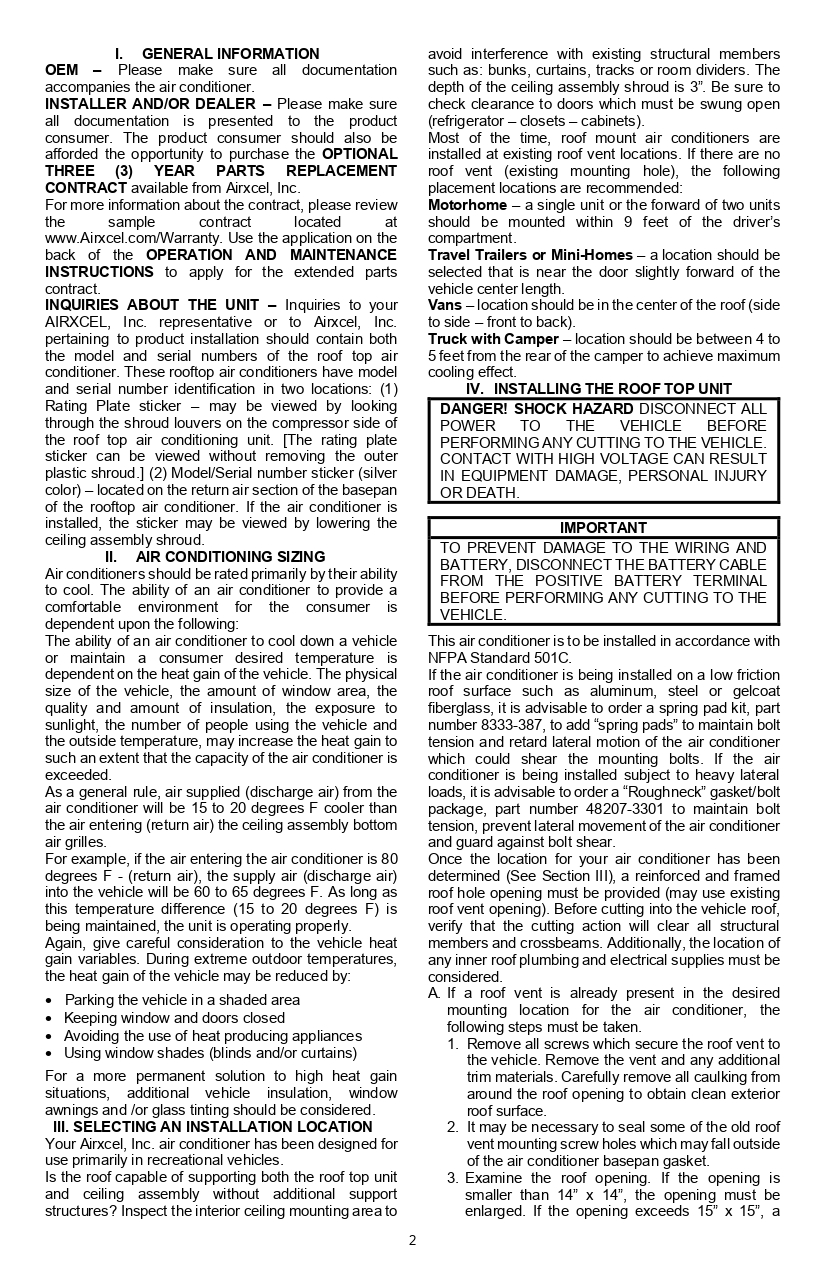 I. GENERAL INFORMATION
OEM – Please make sure all documentation
accompanies the air conditioner.
INSTALLER AND/OR DEALER – Please make sure
all documentation is presented to the product
consumer. The product consumer should also be
afforded the opportunity to purchase the OPTIONAL
THREE (3) YEAR PARTS REPLACEMENT
CONTRACT available from Airxcel, Inc.
For more information about the contract, please review
the sample contract located at
www.Airxcel.com/Warranty. Use the application on the
back of the OPERATION AND MAINTENANCE
INSTRUCTIONS to apply for the extended parts
contract.
INQUIRIES ABOUT THE UNIT – Inquiries to your
AIRXCEL, Inc. representative or to Airxcel, Inc.
pertaining to product installation should contain both
the model and serial numbers of the roof top air
conditioner. These rooftop air conditioners have model
and serial number identification in two locations: (1)
Rating Plate sticker – may be viewed by looking
through the shroud louvers on the compressor side of
the roof top air conditioning unit. [The rating plate
sticker can be viewed without removing the outer
plastic shroud.] (2) Model/Serial number sticker (silver
color) – located on the return air section of the basepan
of the rooftop air conditioner. If the air conditioner is
installed, the sticker may be viewed by lowering the
ceiling assembly shroud.
II. AIR CONDITIONING SIZING
Air conditioners should be rated primarily by their ability
to cool. The ability of an air conditioner to provide a
comfortable environment for the consumer is
dependent upon the following:
The ability of an air conditioner to cool down a vehicle
or maintain a consumer desired temperature is
dependent on the heat gain of the vehicle. The physical
size of the vehicle, the amount of window area, the
quality and amount of insulation, the exposure to
sunlight, the number of people using the vehicle and
the outside temperature, may increase the heat gain to
such an extent that the capacity of the air conditioner is
exceeded.
As a general rule, air supplied (discharge air) from the
air conditioner will be 15 to 20 degrees F cooler than
the air entering (return air) the ceiling assembly bottom
air grilles.
For example, if the air entering the air conditioner is 80
degrees F - (return air), the supply air (discharge air)
into the vehicle will be 60 to 65 degrees F. As long as
this temperature difference (15 to 20 degrees F) is
being maintained, the unit is operating properly.
Again, give careful consideration to the vehicle heat
gain variables. During extreme outdoor temperatures,
the heat gain of the vehicle may be reduced by:
• Parking the vehicle in a shaded area
• Keeping window and doors closed
• Avoiding the use of heat producing appliances
• Using window shades (blinds and/or curtains)
For a more permanent solution to high heat gain
situations, additional vehicle insulation, window
awnings and /or glass tinting should be considered.
III. SELECTING AN INSTALLATION LOCATION
Your Airxcel, Inc. air conditioner has been designed for
use primarily in recreational vehicles.
Is the roof capable of supporting both the roof top unit
and ceiling assembly without additional support
structures? Inspect the interior ceiling mounting area to
avoid interference with existing structural members
such as: bunks, curtains, tracks or room dividers. The
depth of the ceiling assembly shroud is 3”. Be sure to
check clearance to doors which must be swung open
(refrigerator – closets – cabinets).
Most of the time, roof mount air conditioners are
installed at existing roof vent locations. If there are no
roof vent (existing mounting hole), the following
placement locations are recommended:
Motorhome – a single unit or the forward of two units
should be mounted within 9 feet of the driver’s
compartment.
Travel Trailers or Mini-Homes – a location should be
selected that is near the door slightly forward of the
vehicle center length.
Vans – location should be in the center of the roof (side
to side – front to back).
Truck with Camper – location should be between 4 to
5 feet from the rear of the camper to achieve maximum
cooling effect.
IV. INSTALLING THE ROOF TOP UNIT
DANGER! SHOCK HAZARD DISCONNECT ALL
POWER TO THE VEHICLE BEFORE
PERFORMING ANY CUTTING TO THE VEHICLE.
CONTACT WITH HIGH VOLTAGE CAN RESULT
IN EQUIPMENT DAMAGE, PERSONAL INJURY
OR DEATH.
IMPORTANT
TO PREVENT DAMAGE TO THE WIRING AND
BATTERY, DISCONNECT THE BATTERY CABLE
FROM THE POSITIVE BATTERY TERMINAL
BEFORE PERFORMING ANY CUTTING TO THE
VEHICLE.
This air conditioner is to be installed in accordance with
NFPA Standard 501C.
If the air conditioner is being installed on a low friction
roof surface such as aluminum, steel or gelcoat
fiberglass, it is advisable to order a spring pad kit, part
number 8333-387, to add “spring pads” to maintain bolt
tension and retard lateral motion of the air conditioner
which could shear the mounting bolts. If the air
conditioner is being installed subject to heavy lateral
loads, it is advisable to order a “Roughneck” gasket/bolt
package, part number 48207-3301 to maintain bolt
tension, prevent lateral movement of the air conditioner
and guard against bolt shear.
Once the location for your air conditioner has been
determined (See Section III), a reinforced and framed
roof hole opening must be provided (may use existing
roof vent opening). Before cutting into the vehicle roof,
verify that the cutting action will clear all structural
members and crossbeams. Additionally, the location of
any inner roof plumbing and electrical supplies must be
considered.
A. If a roof vent is already present in the desired
mounting location for the air conditioner, the
following steps must be taken.
1. Remove all screws which secure the roof vent to
the vehicle. Remove the vent and any additional
trim materials. Carefully remove all caulking from
around the roof opening to obtain clean exterior
roof surface.
2. It may be necessary to seal some of the old roof
vent mounting screw holes which may fall outside
of the air conditioner basepan gasket.
3. Examine the roof opening. If the opening is
smaller than 14” x 14”, the opening must be
enlarged. If the opening exceeds 15” x 15”, a
2